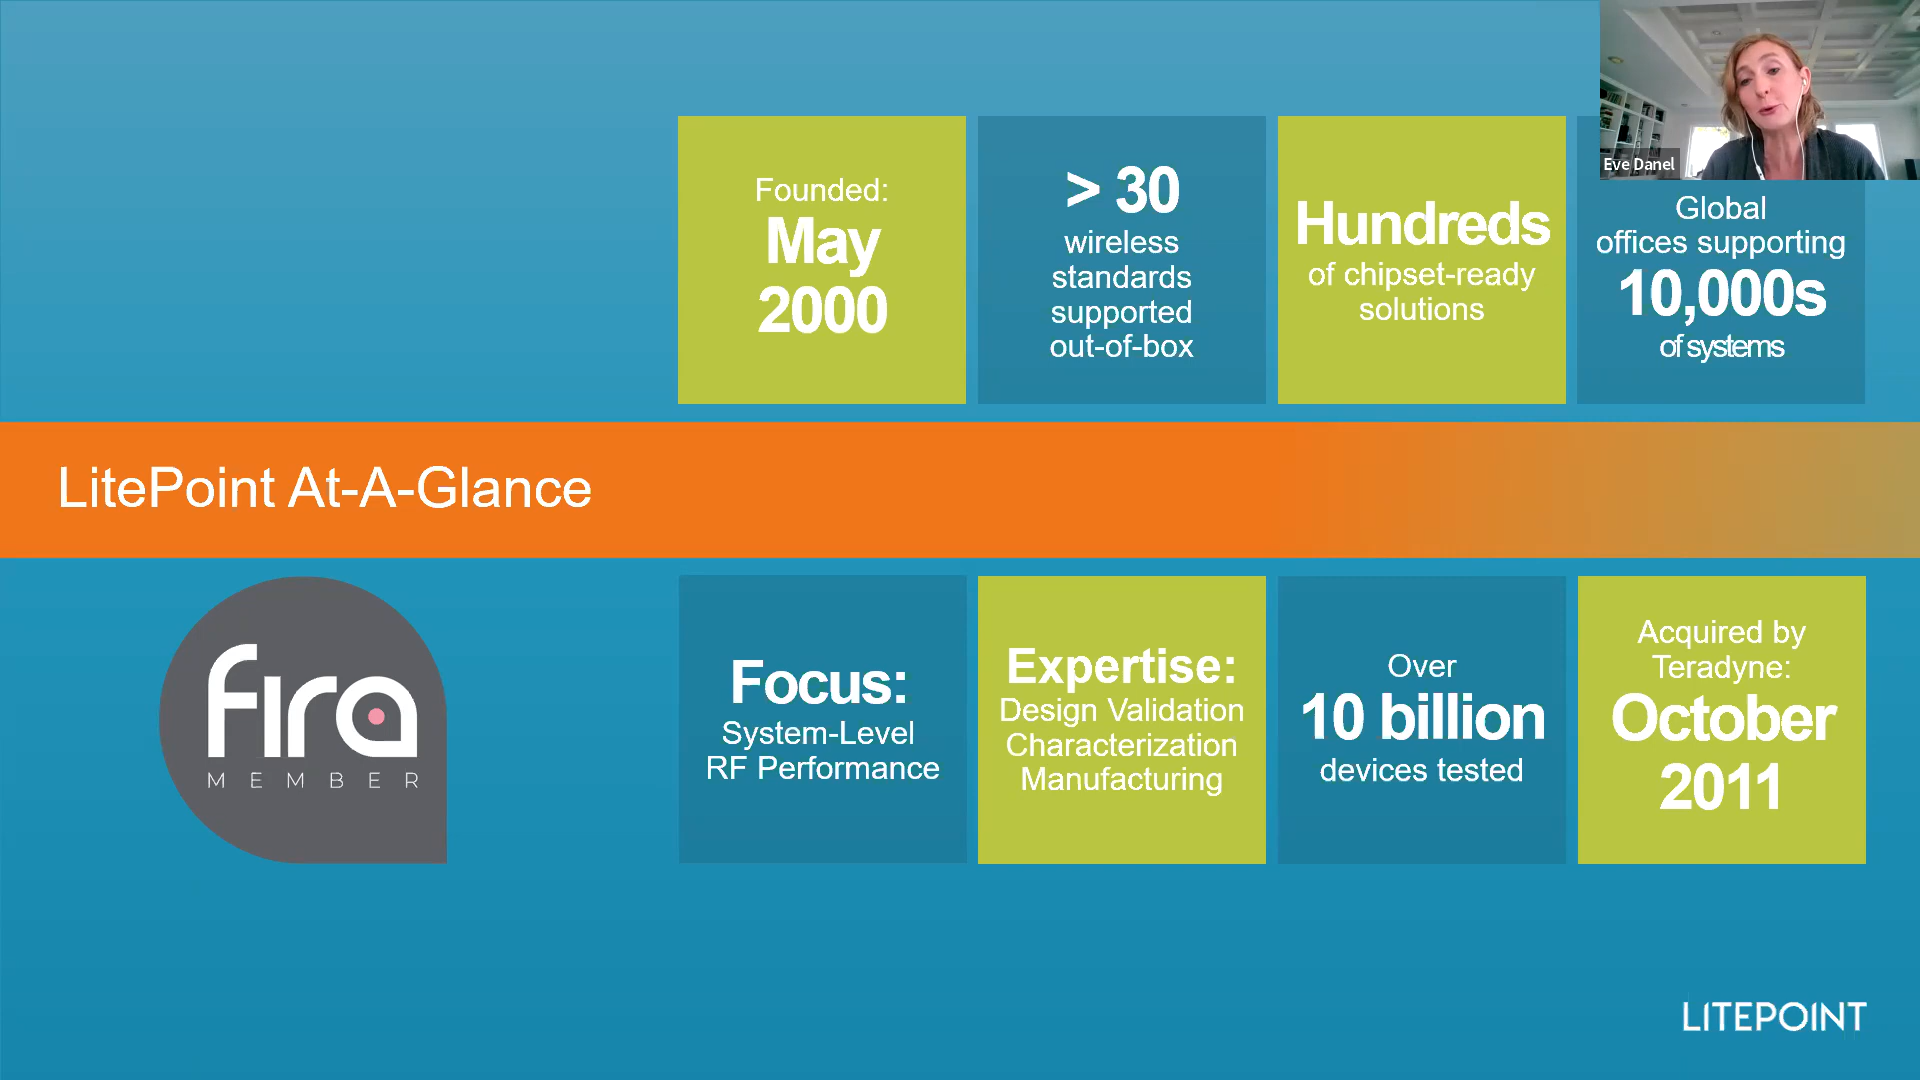 Eve Danel
Founded:
May
2000
> 30
wireless
standards
supported
out-of-box
Hundreds
of chipset-ready
solutions
Global
offices supporting
10,000s
of systems
LitePoint At-A-Glance
fira
MEMBER
Focus:
System-Level
RF Performance
Expertise:
Design Validation
Characterization
Manufacturing
Over
10 billion
devices tested
Acquired by
Teradyne:
October
2011
LITEPOINT